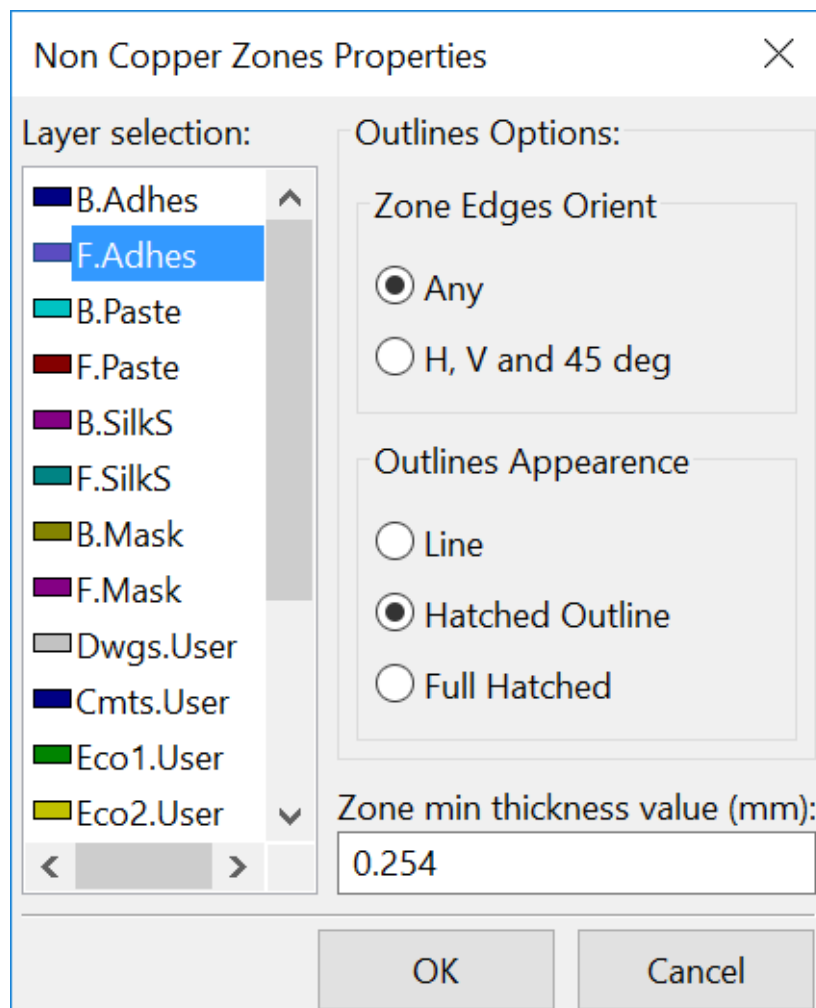 Non Copper Zones Properties
Layer selection:
B.Adhes
F.Adhes
B.Paste
F.Paste
B.SilkS
F.SilkS
B.Mask
F.Mask
Dwgs.User
Cmts.User
Eco1.User
Eco2.User
Outlines Options:
Zone Edges Orient
Any
H, V and 45 deg
Outlines Appearence
Line
Hatched Outline
Full Hatched
Zone min thickness value (mm):
0.254
OK
Cancel